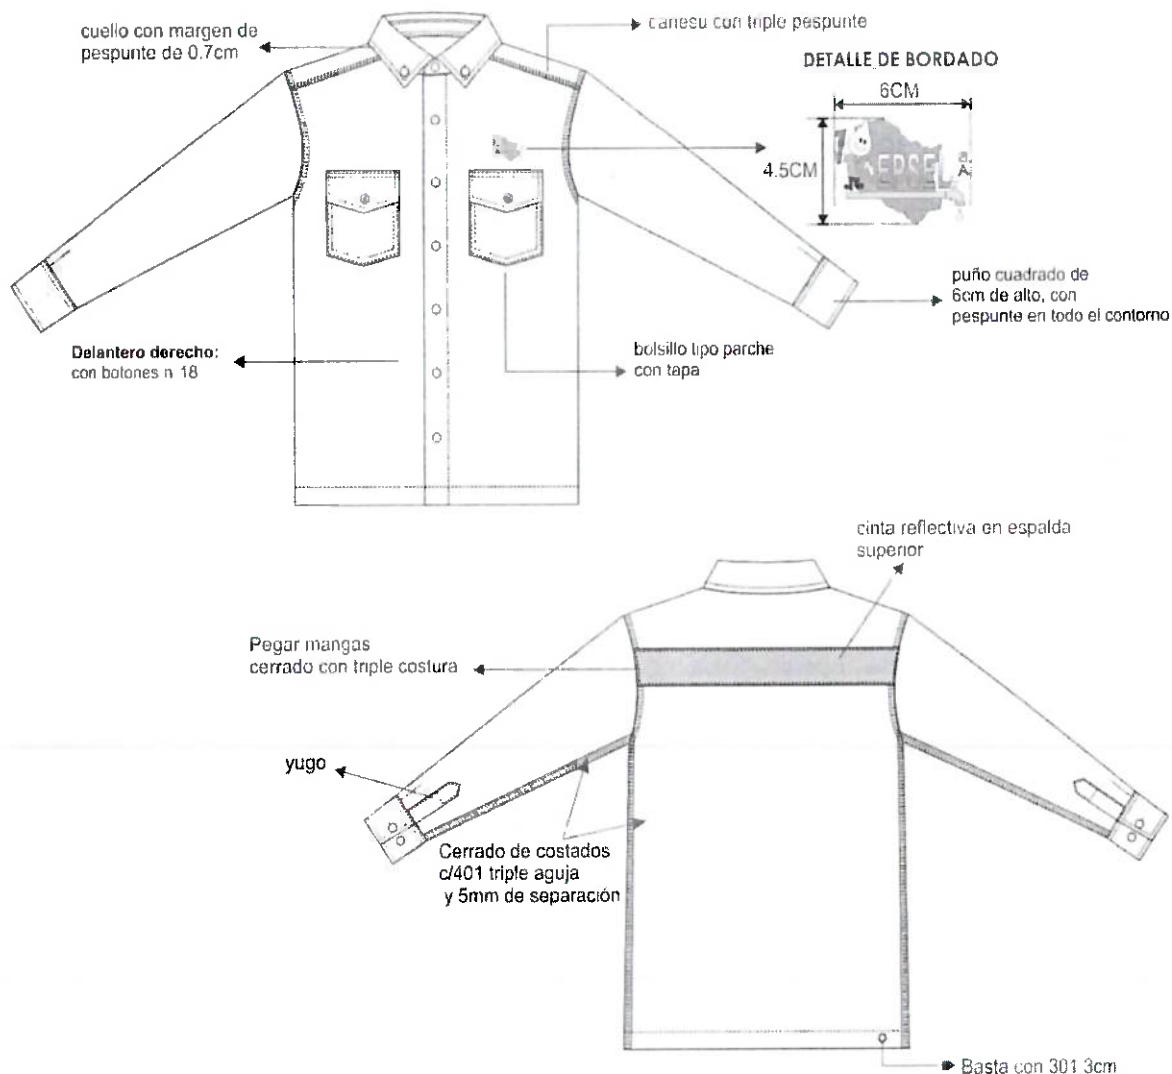 cuello con margen de
pespunte de 0.7cm
canesu con triple pespunte
DETALLE DE BORDADO
6CM
4.5CM
EPSEL
puño cuadrado de
6cm de alto, con
pespunte en todo el contorno
Delantero derecho:
con botones n 18
bolsillo tipo parche
con tapa
cinta reflectiva en espalda
superior
Pegar mangas
cerrado con triple costura
yugo
Cerrado de costados
c/401 triple aguja
y 5mm de separación
Basta con 301 3cm